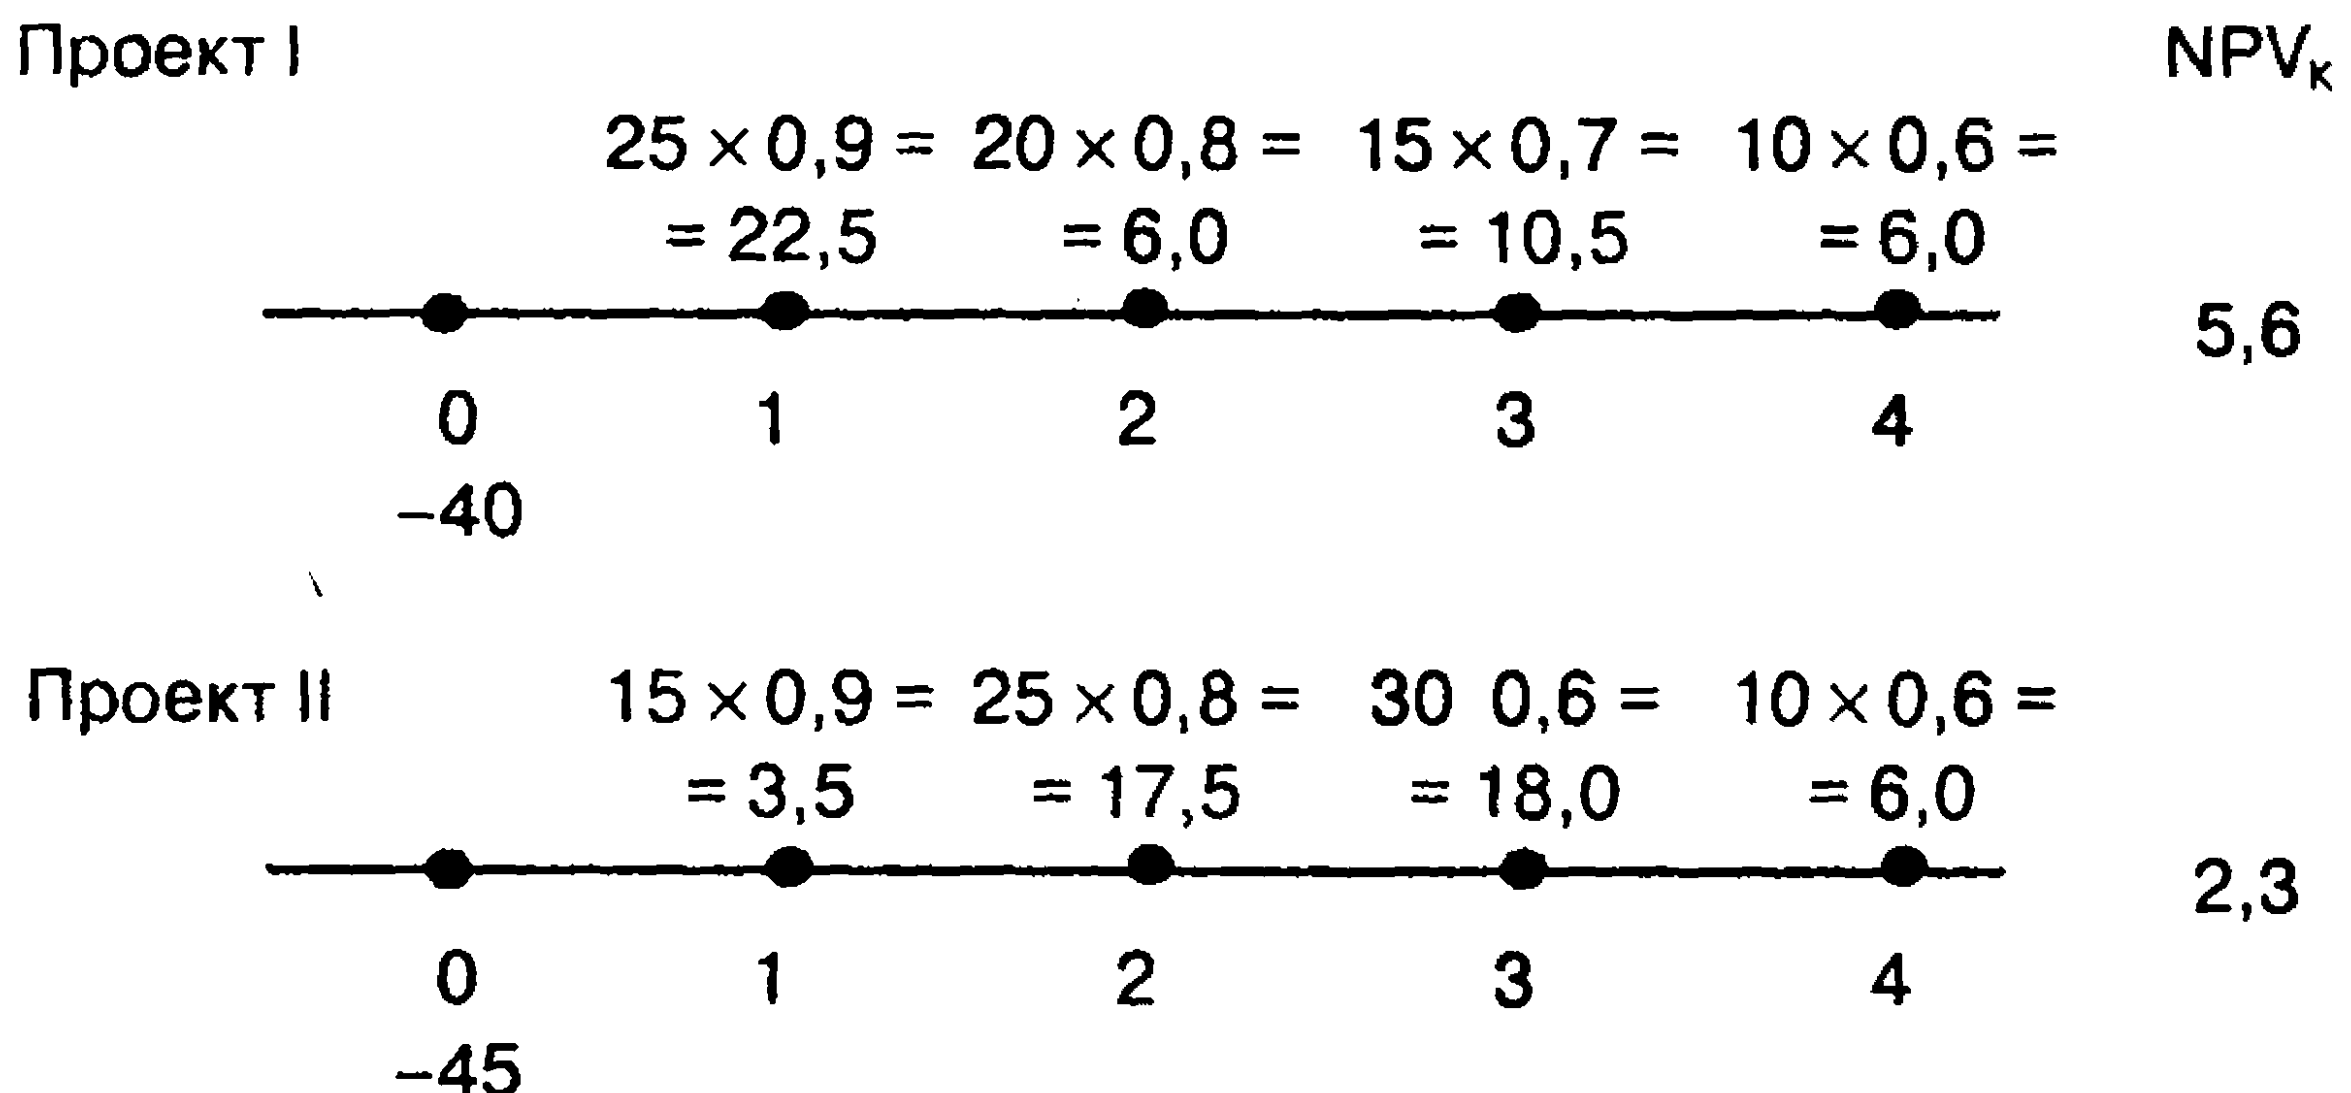 Проект I NPVк
25 × 0,9 = 20 × 0,8 = 15 × 0,7 = 10 × 0,6 =
= 22,5 = 6,0 = 10,5 = 6,0
5,6
0 1 2 3 4
–40
Проект II 15 × 0,9 = 25 × 0,8 = 30 0,6 = 10 × 0,6 =
= 3,5 = 17,5 = 18,0 = 6,0
2,3
0 1 2 3 4
–45